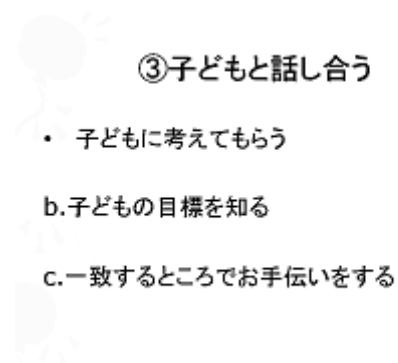 ③子どもと話し合う
• 子どもに考えてもらう
b.子どもの目標を知る
c.一致するところでお手伝いをする